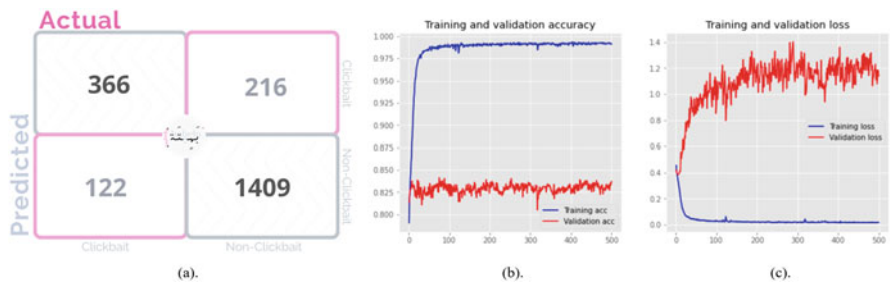 Actual
Predicted
366
216
122
1409
Clickbait
Non-Clickbait
Clickbait
Non-Clickbait
(a).
Training and validation accuracy
1.000
0.975
0.950
0.925
0.900
0.875
0.850
0.825
0.800
Training acc
Validation acc
0
100
200
300
400
500
(b).
Training and validation loss
1.4
1.2
1.0
0.8
0.6
0.4
0.2
0.0
Training loss
Validation loss
0
100
200
300
400
500
(c).